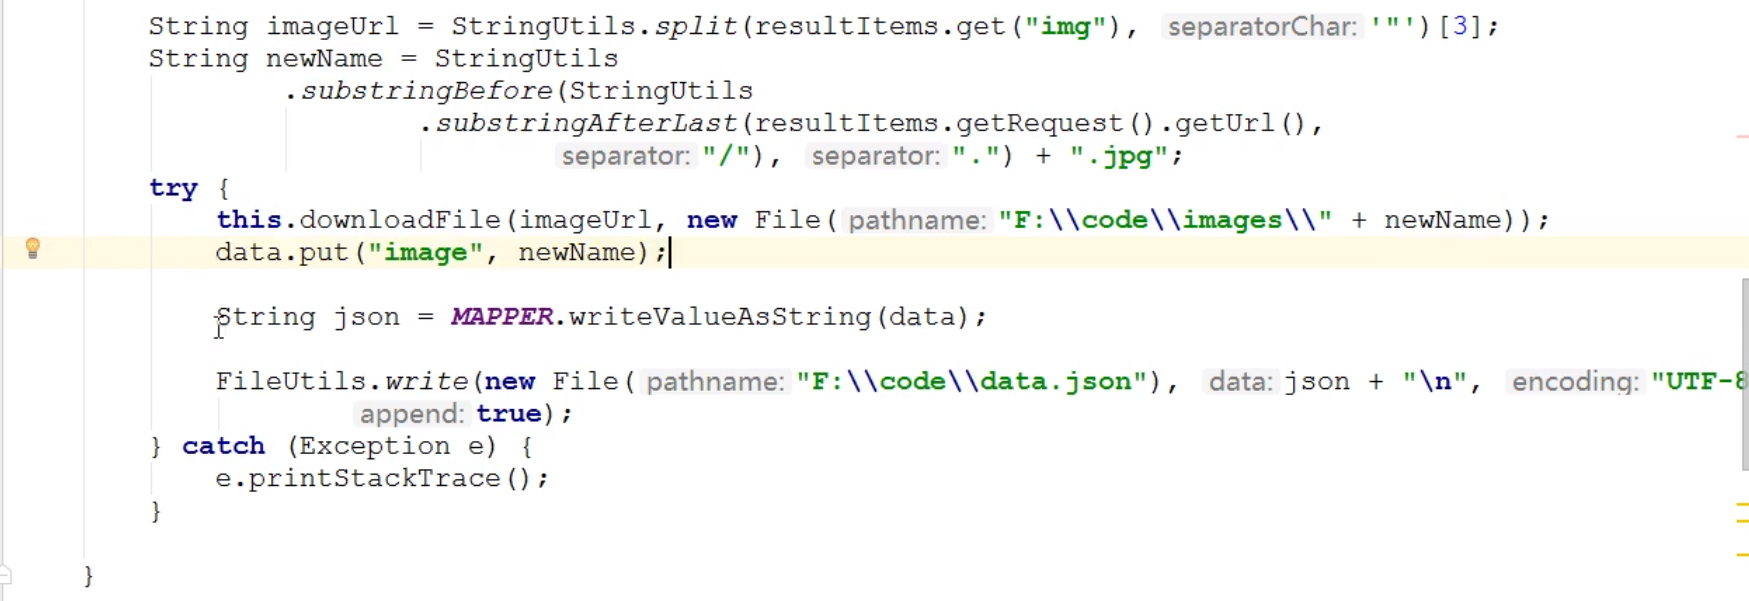 String imageUrl = StringUtils.split(resultItems.get("img"), separatorChar: '"')[3];
String newName = StringUtils
.substringBefore(StringUtils
.substringAfterLast(resultItems.getRequest().getUrl(),
separator: "/"), separator: ".") + ".jpg";
try {
this.downloadFile(imageUrl, new File( pathname: "F:\\code\\images\\" + newName));
data.put("image", newName);
String json = MAPPER.writeValueAsString(data);
FileUtils.write(new File( pathname: "F:\\code\\data.json"), data: json + "\n", encoding: "UTF-8
append: true);
} catch (Exception e) {
e.printStackTrace();
}
}